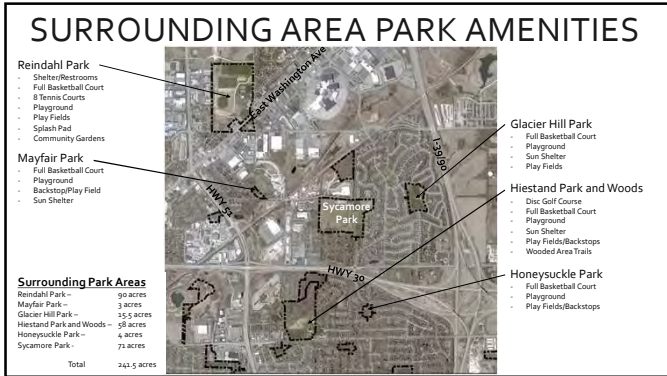 SURROUNDING AREA PARK AMENITIES
Reindahl Park
- Shelter/Restrooms
- Full Basketball Court
- 8 Tennis Courts
- Playground
- Play Fields
- Splash Pad
- Community Gardens
Mayfair Park
- Full Basketball Court
- Playground
- Backstop/Play Field
- Sun Shelter
Surrounding Park Areas
Reindahl Park – 90 acres
Mayfair Park – 3 acres
Glacier Hill Park – 15.5 acres
Hiestand Park and Woods – 58 acres
Honeysuckle Park – 4 acres
Sycamore Park - 71 acres
Total 241.5 acres
East Washington Ave
I-39/90
HWY 51
Sycamore
Park
HWY 30
Glacier Hill Park
- Full Basketball Court
- Playground
- Sun Shelter
- Play Fields
Hiestand Park and Woods
- Disc Golf Course
- Full Basketball Court
- Playground
- Sun Shelter
- Play Fields/Backstops
- Wooded Area Trails
Honeysuckle Park
- Full Basketball Court
- Playground
- Play Fields/Backstops